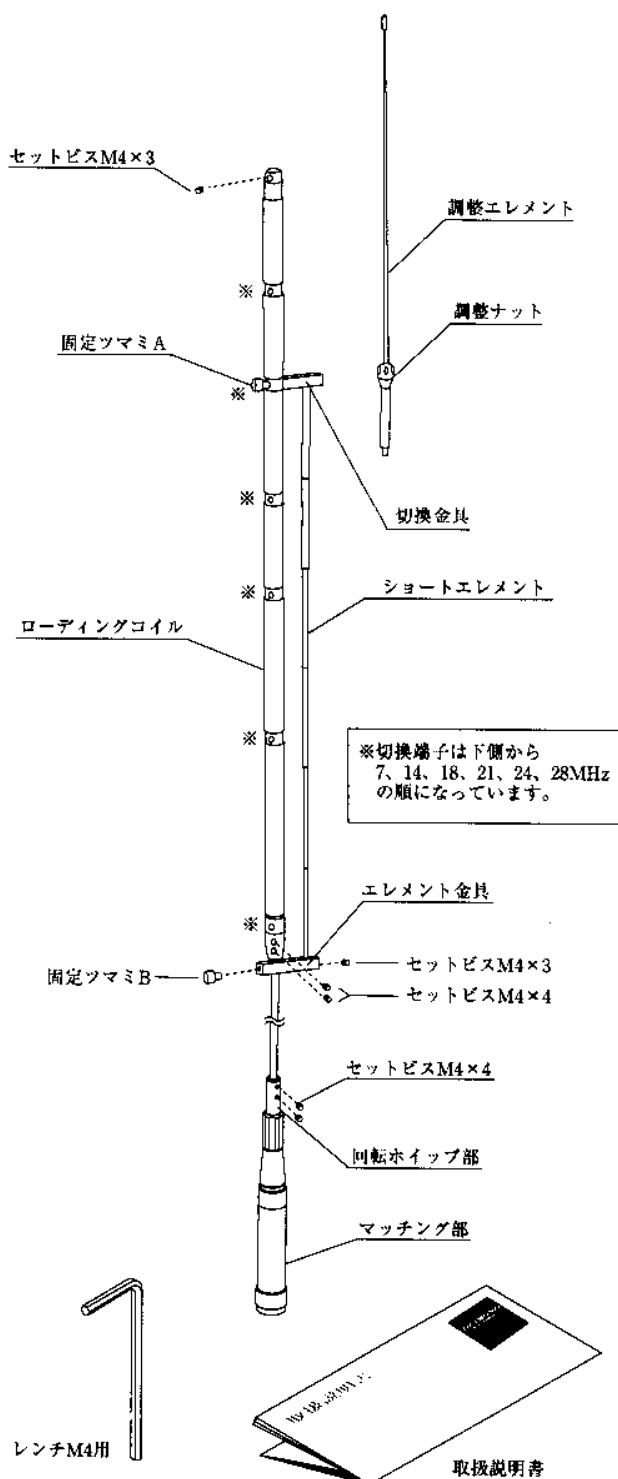 セットビスM4×3
調整エレメント
調整ナット
※
固定ツマミA
※
切換金具
※
ショートエレメント
※
ローディングコイル
※
※切換端子は下側から
7、14、18、21、24、28MHz
の順になっています。
エレメント金具
※
セットビスM4×3
固定ツマミB
セットビスM4×4
セットビスM4×4
回転ホイップ部
マッチング部
レンチM4用
取扱説明書